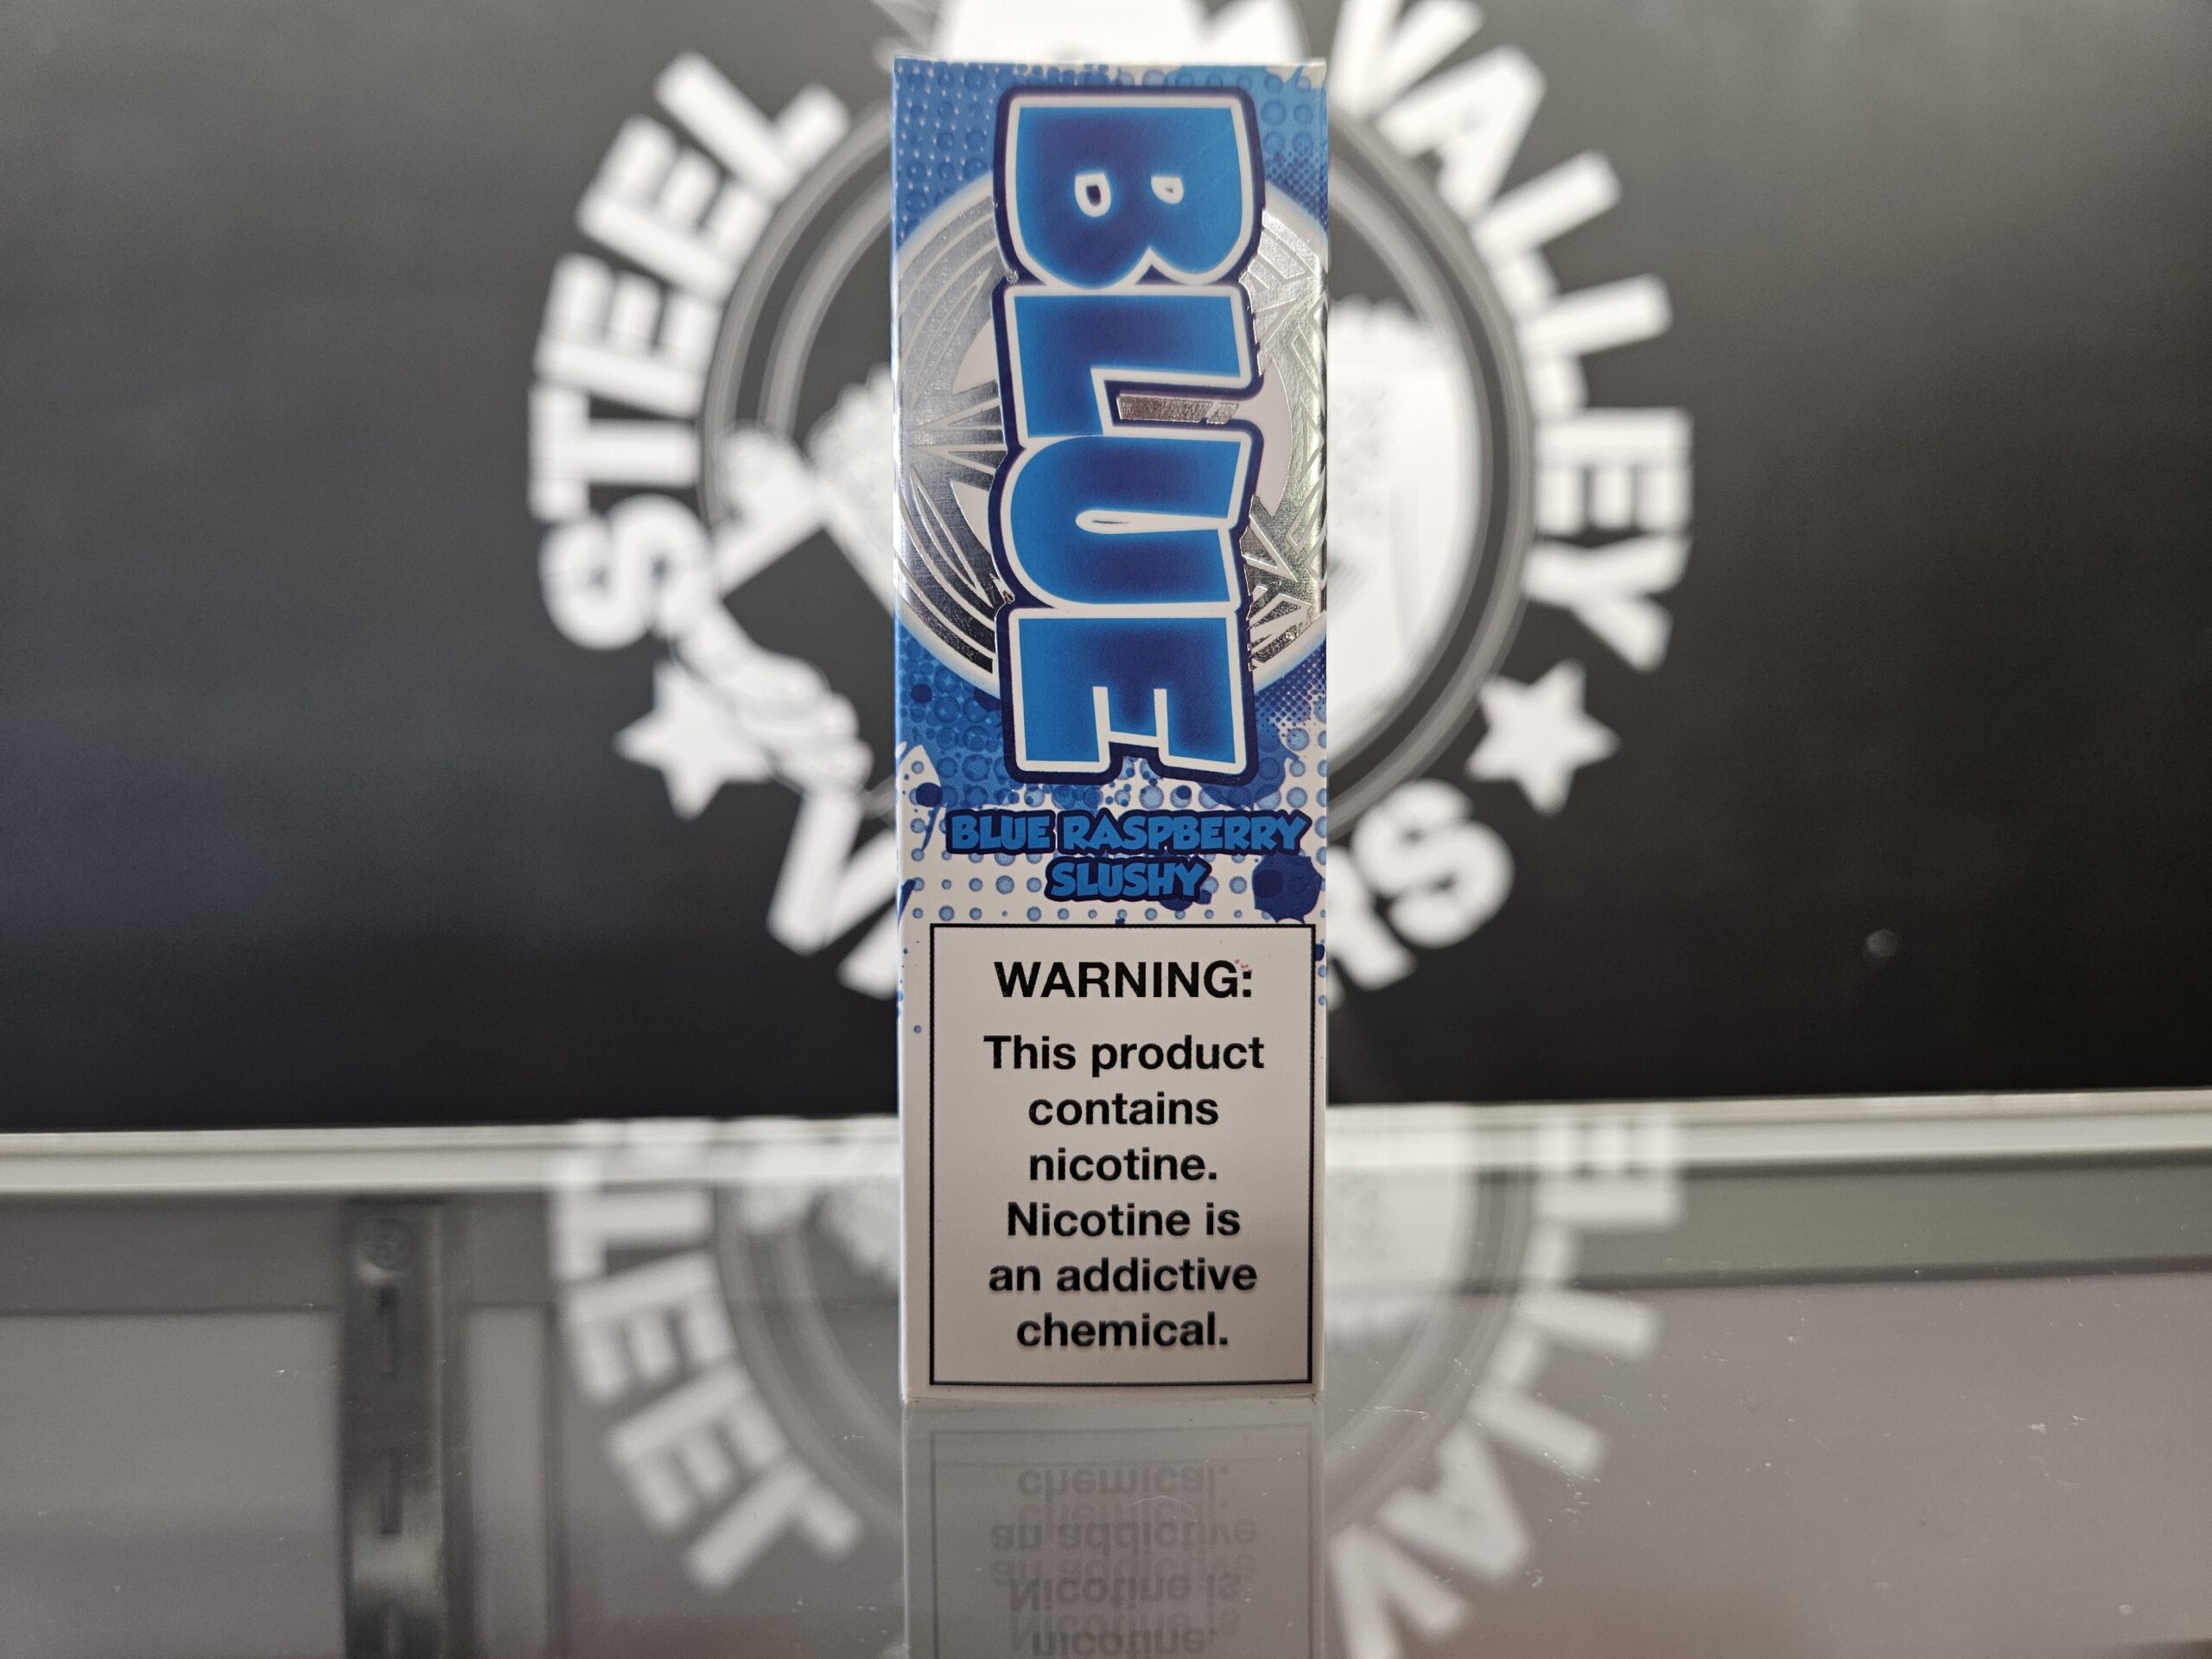 STEEL VALLEY
BLUE
BLUE RASPBERRY
SLUSHY
WARNING:
This product
contains
nicotine.
Nicotine is
an addictive
chemical.